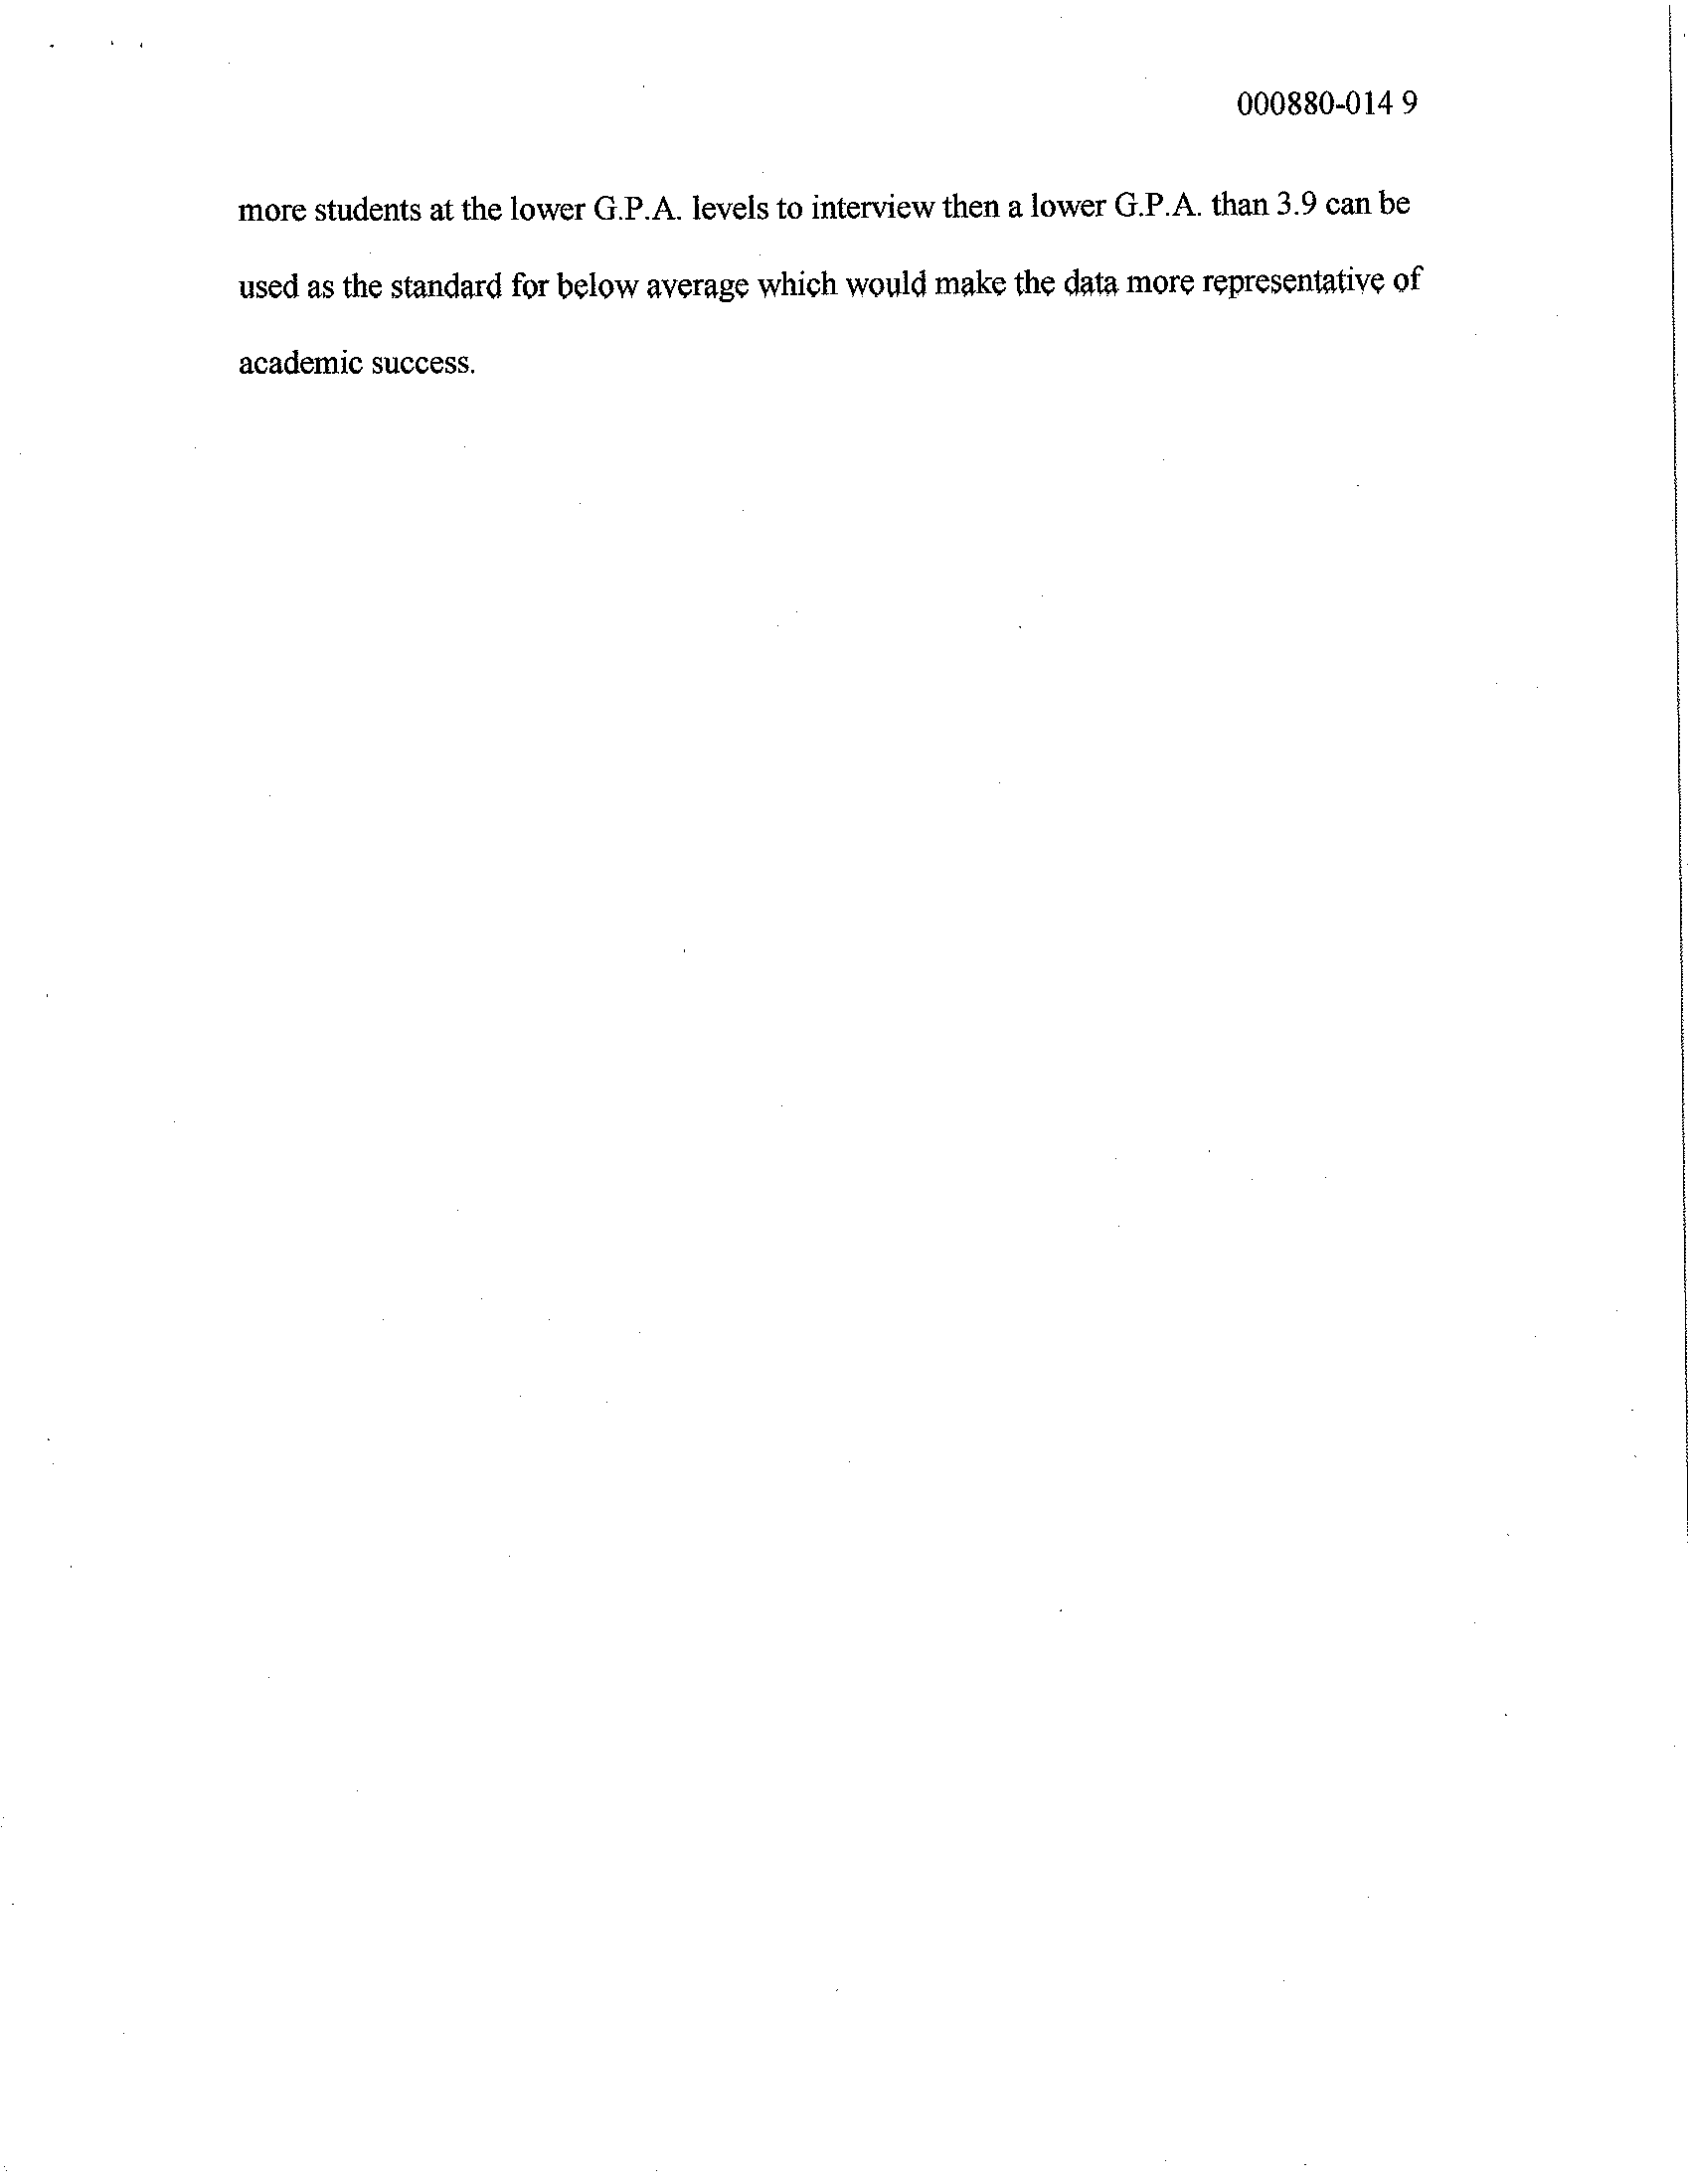 000880-014 9
more students at the lower G.P.A. levels to interview then a lower G.P.A. than 3.9 can be
used as the standard for below average which would make the data more representative of
academic success.